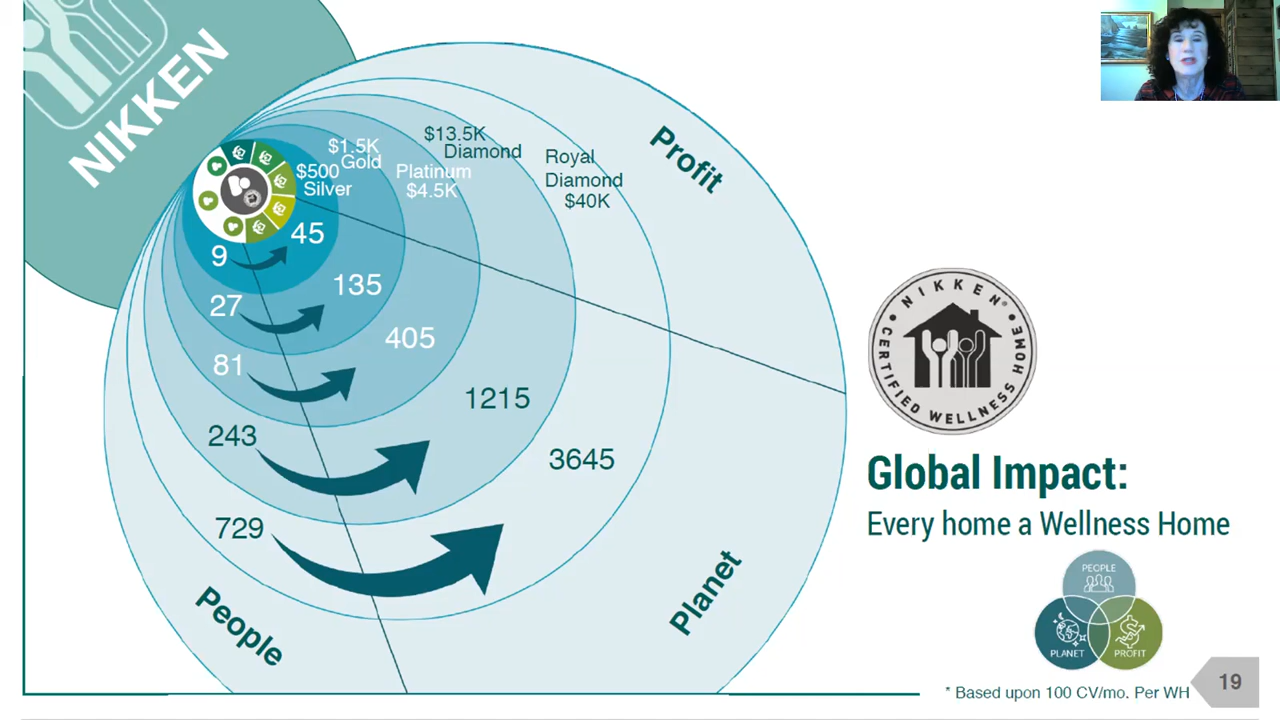 NIKKEN
$500
Silver
$1.5K
Gold
Platinum
$4.5K
$13.5K
Diamond
Royal
Diamond
$40K
Profit
9
45
27
135
81
405
243
1215
729
3645
People
Planet
NIKKEN®
CERTIFIED WELLNESS HOME
Global Impact:
Every home a Wellness Home
PEOPLE
PLANET
PROFIT
* Based upon 100 CV/mo. Per WH
19